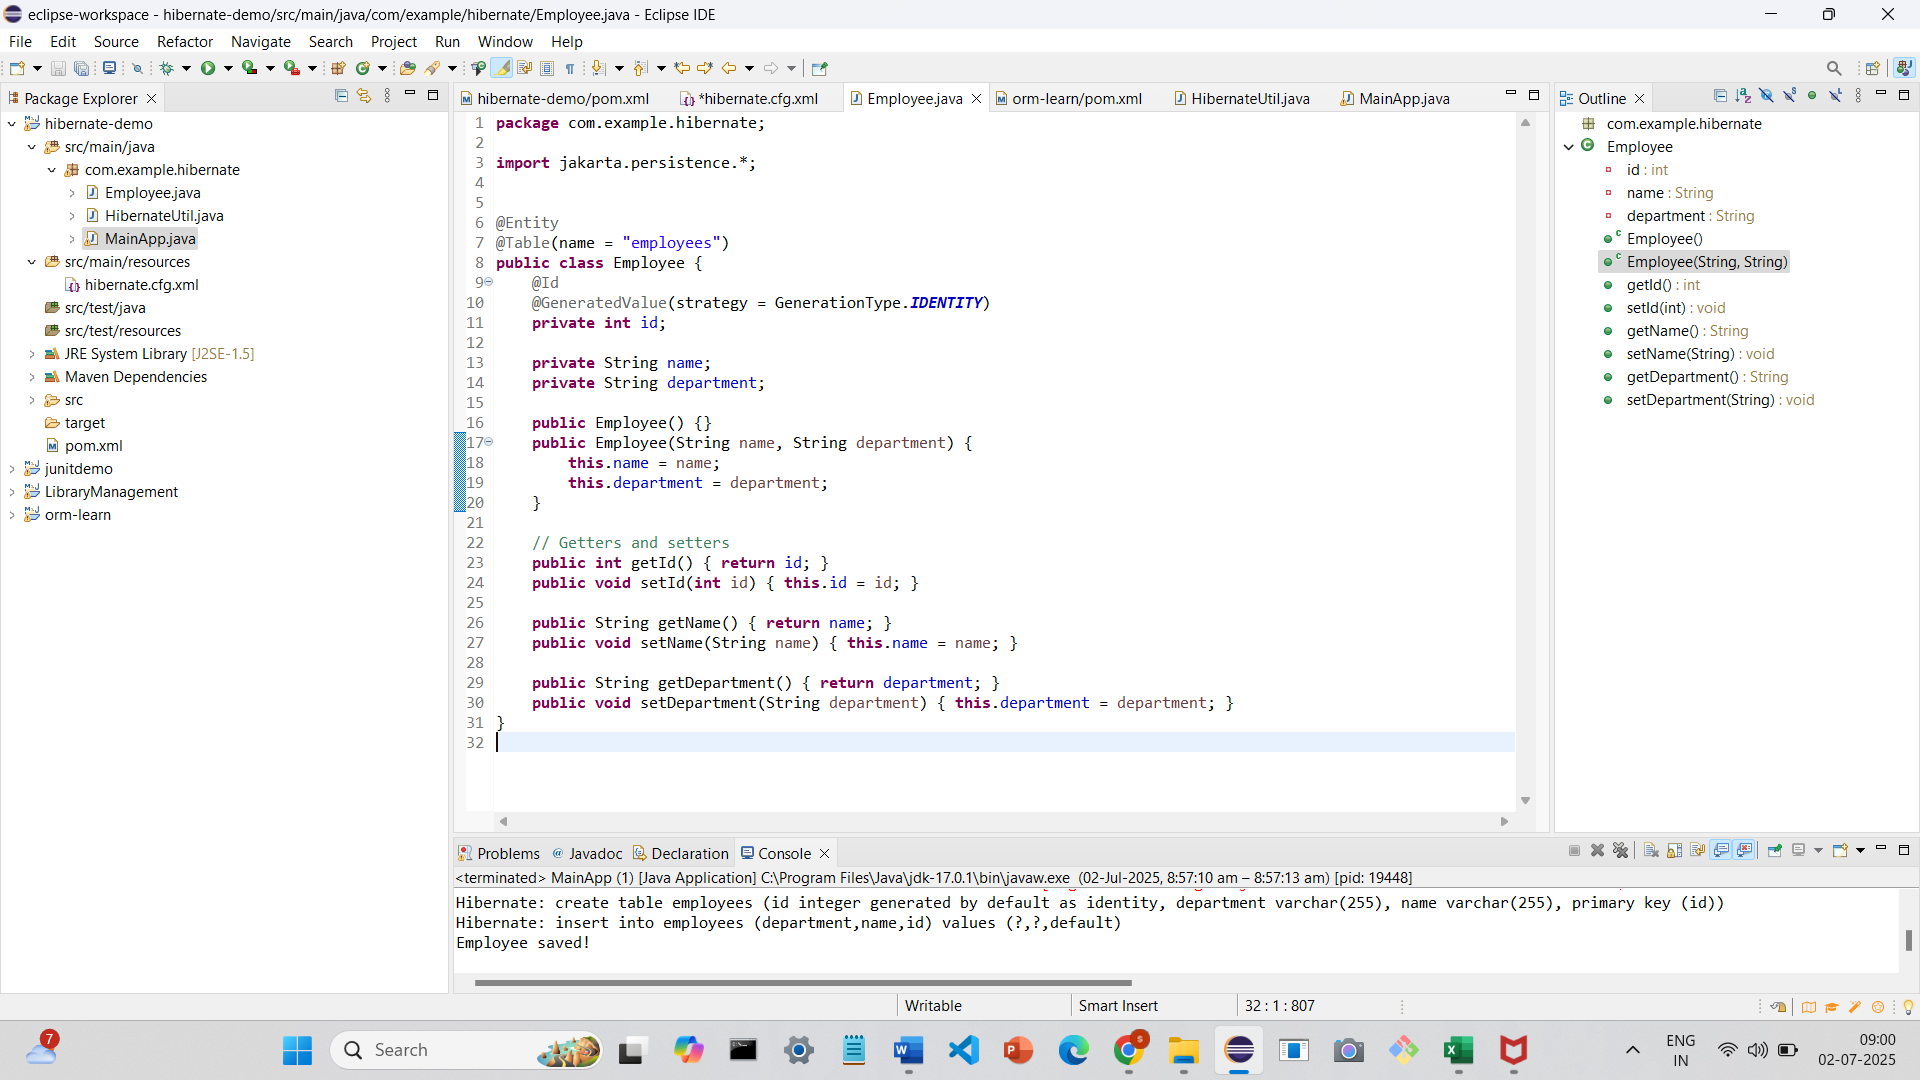 eclipse-workspace - hibernate-demo/src/main/java/com/example/hibernate/Employee.java - Eclipse IDE
File Edit Source Refactor Navigate Search Project Run Window Help
Package Explorer
hibernate-demo
src/main/java
com.example.hibernate
Employee.java
HibernateUtil.java
MainApp.java
src/main/resources
hibernate.cfg.xml
src/test/java
src/test/resources
JRE System Library [J2SE-1.5]
Maven Dependencies
src
target
pom.xml
junitdemo
LibraryManagement
orm-learn
hibernate-demo/pom.xml *hibernate.cfg.xml Employee.java orm-learn/pom.xml HibernateUtil.java MainApp.java
1 package com.example.hibernate;
2
3 import jakarta.persistence.*;
4
5
6 @Entity
7 @Table(name = "employees")
8 public class Employee {
9 @Id
10 @GeneratedValue(strategy = GenerationType.IDENTITY)
11 private int id;
12
13 private String name;
14 private String department;
15
16 public Employee() {}
17 public Employee(String name, String department) {
18 this.name = name;
19 this.department = department;
20 }
21
22 // Getters and setters
23 public int getId() { return id; }
24 public void setId(int id) { this.id = id; }
25
26 public String getName() { return name; }
27 public void setName(String name) { this.name = name; }
28
29 public String getDepartment() { return department; }
30 public void setDepartment(String department) { this.department = department; }
31 }
32
Outline
com.example.hibernate
Employee
id : int
name : String
department : String
Employee()
Employee(String, String)
getId() : int
setId(int) : void
getName() : String
setName(String) : void
getDepartment() : String
setDepartment(String) : void
Problems Javadoc Declaration Console
<terminated> MainApp (1) [Java Application] C:\Program Files\Java\jdk-17.0.1\bin\javaw.exe (02-Jul-2025, 8:57:10 am – 8:57:13 am) [pid: 19448]
Hibernate: create table employees (id integer generated by default as identity, department varchar(255), name varchar(255), primary key (id))
Hibernate: insert into employees (department,name,id) values (?,?,default)
Employee saved!
Writable Smart Insert 32 : 1 : 807
7
Search
ENG
IN
09:00
02-07-2025